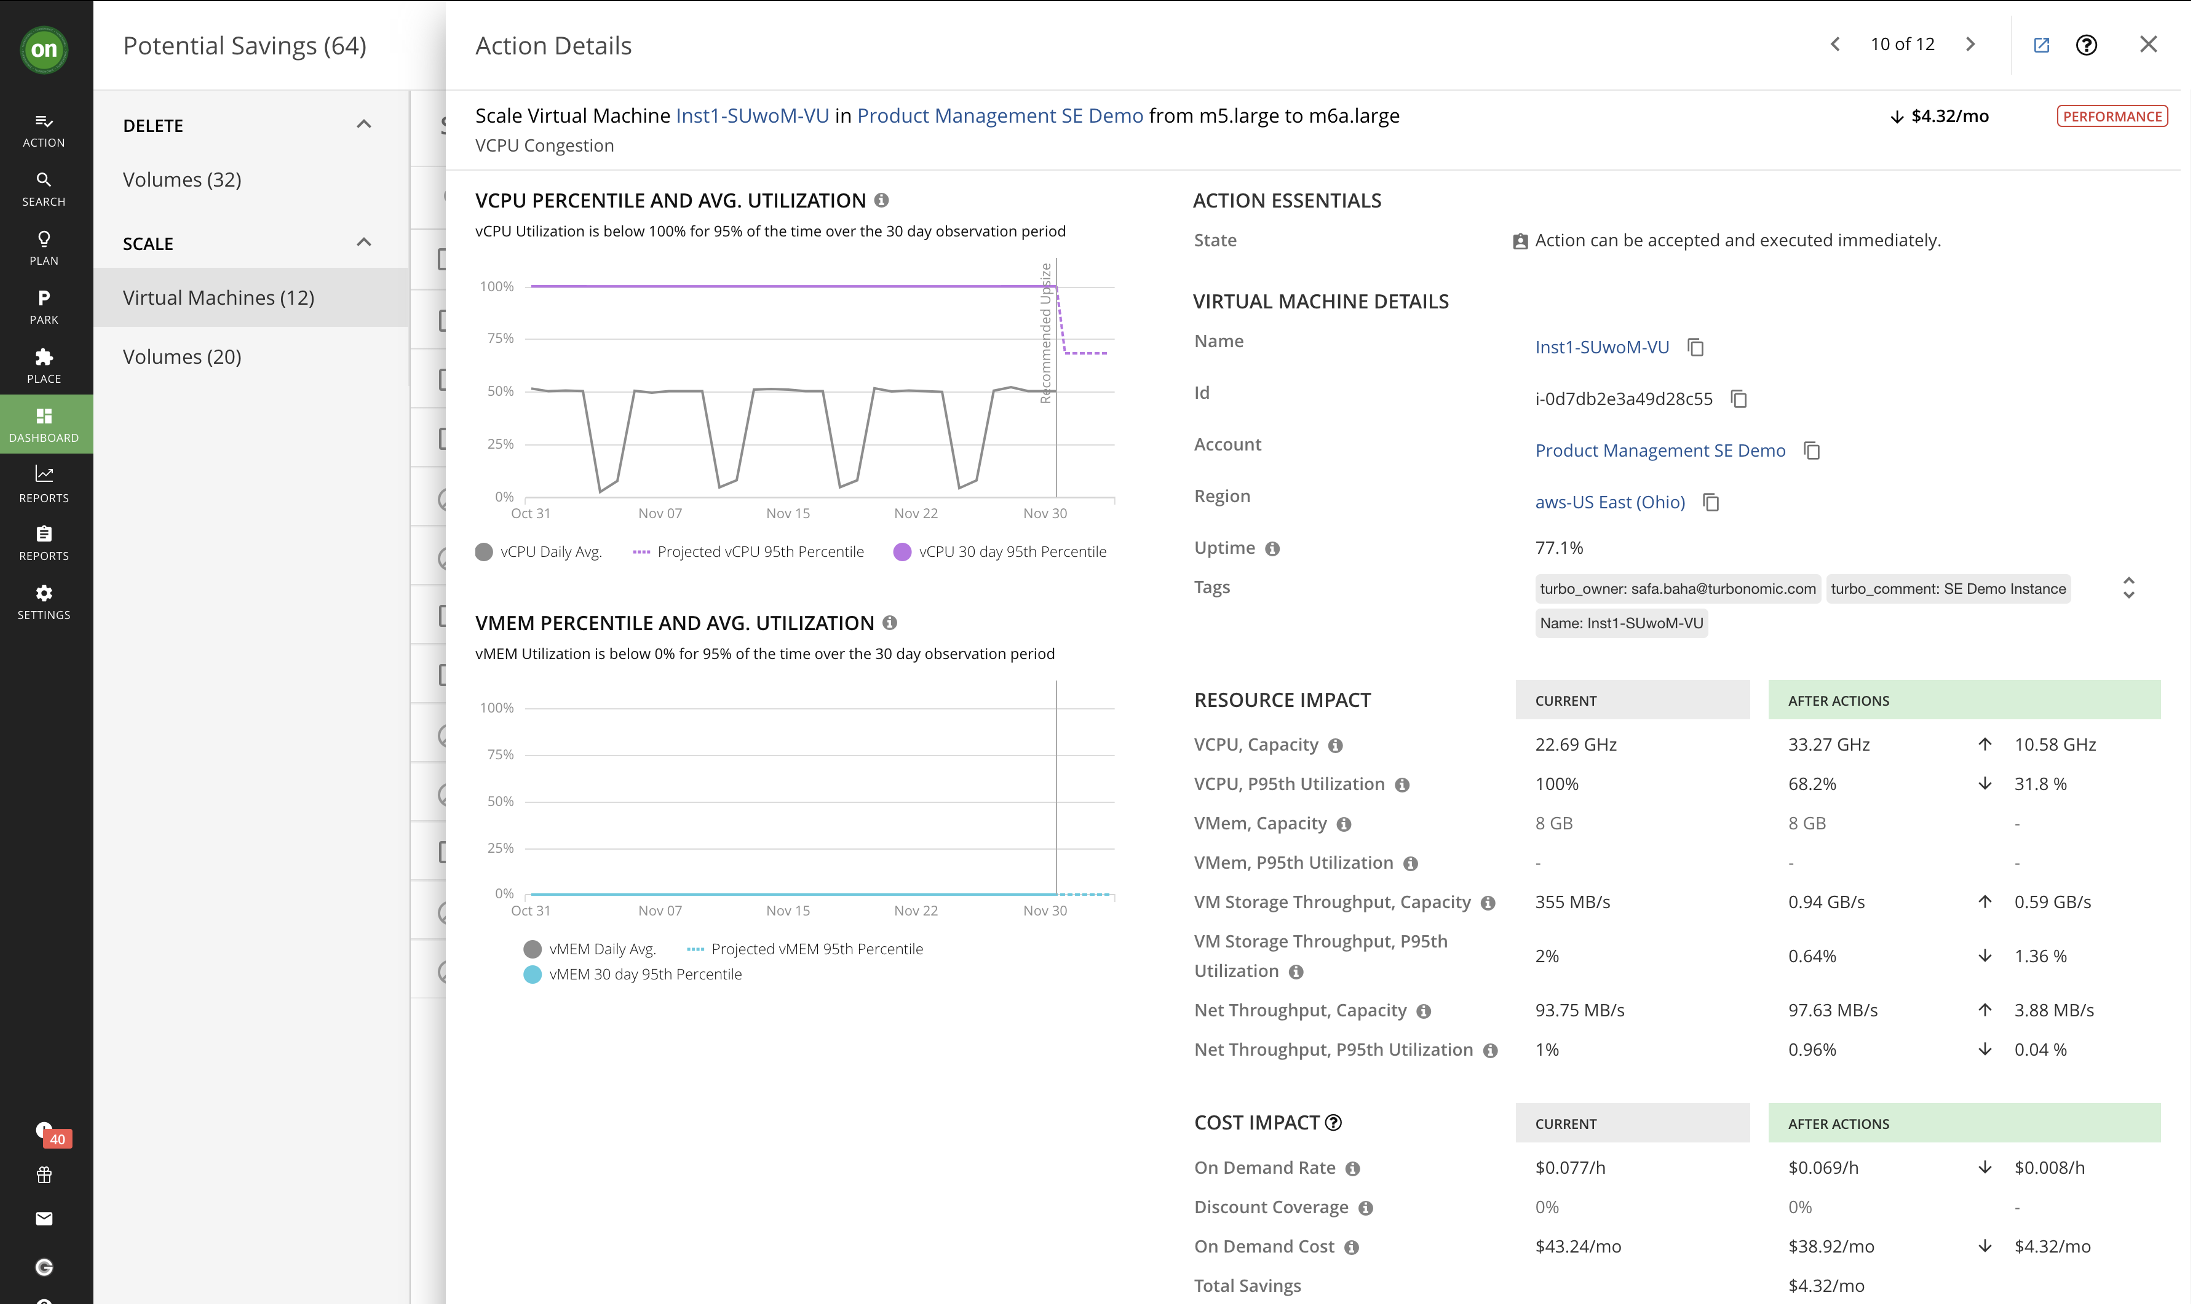 on
ACTION
SEARCH
PLAN
P
PARK
PLACE
DASHBOARD
REPORTS
REPORTS
SETTINGS
40
G
Potential Savings (64)
DELETE
Volumes (32)
SCALE
Virtual Machines (12)
Volumes (20)
Action Details
10 of 12
Scale Virtual Machine Inst1-SUwoM-VU in Product Management SE Demo from m5.large to m6a.large
$4.32/mo
PERFORMANCE
VCPU Congestion
VCPU PERCENTILE AND AVG. UTILIZATION
vCPU Utilization is below 100% for 95% of the time over the 30 day observation period
100%
75%
50%
25%
0%
Recommended Upsize
Oct 31 Nov 07 Nov 15 Nov 22 Nov 30
vCPU Daily Avg. Projected vCPU 95th Percentile vCPU 30 day 95th Percentile
VMEM PERCENTILE AND AVG. UTILIZATION
vMEM Utilization is below 0% for 95% of the time over the 30 day observation period
100%
75%
50%
25%
0%
Oct 31 Nov 07 Nov 15 Nov 22 Nov 30
vMEM Daily Avg. Projected vMEM 95th Percentile
vMEM 30 day 95th Percentile
ACTION ESSENTIALS
State Action can be accepted and executed immediately.
VIRTUAL MACHINE DETAILS
Name Inst1-SUwoM-VU
Id i-0d7db2e3a49d28c55
Account Product Management SE Demo
Region aws-US East (Ohio)
Uptime 77.1%
Tags turbo_owner: safa.baha@turbonomic.com turbo_comment: SE Demo Instance
Name: Inst1-SUwoM-VU
RESOURCE IMPACT CURRENT AFTER ACTIONS
VCPU, Capacity 22.69 GHz 33.27 GHz 10.58 GHz
VCPU, P95th Utilization 100% 68.2% 31.8 %
VMem, Capacity 8 GB 8 GB -
VMem, P95th Utilization - - -
VM Storage Throughput, Capacity 355 MB/s 0.94 GB/s 0.59 GB/s
VM Storage Throughput, P95th
Utilization 2% 0.64% 1.36 %
Net Throughput, Capacity 93.75 MB/s 97.63 MB/s 3.88 MB/s
Net Throughput, P95th Utilization 1% 0.96% 0.04 %
COST IMPACT CURRENT AFTER ACTIONS
On Demand Rate $0.077/h $0.069/h $0.008/h
Discount Coverage 0% 0% -
On Demand Cost $43.24/mo $38.92/mo $4.32/mo
Total Savings $4.32/mo